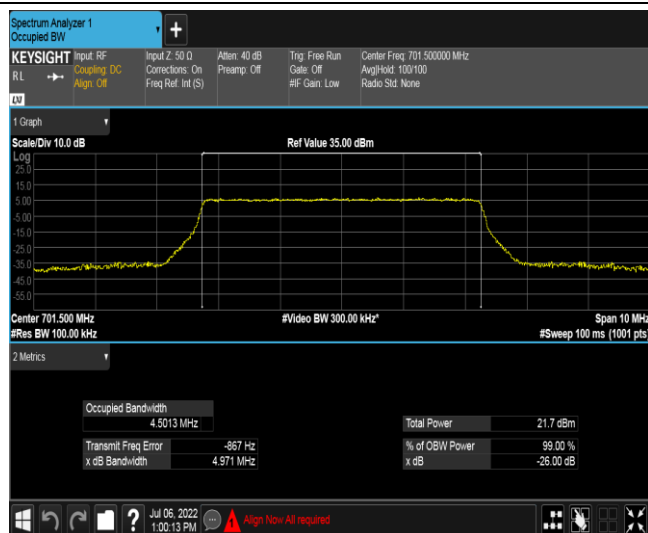 Spectrum Analyzer 1
Occupied BW
+
KEYSIGHT Input: RF Input Z: 50 Ω Atten: 40 dB Trig: Free Run Center Freq: 701.500000 MHz
RL Coupling: DC Corrections: On Preamp: Off Gate: Off Avg|Hold: 100/100
Align: Off Freq Ref: Int (S) #IF Gain: Low Radio Std: None
LXI
1 Graph
Scale/Div 10.0 dB Ref Value 35.00 dBm
Log
25.0
15.0
5.00
-5.00
-15.0
-25.0
-35.0
-45.0
-55.0
Center 701.500 MHz #Video BW 300.00 kHz* Span 10 MHz
#Res BW 100.00 kHz #Sweep 100 ms (1001 pts)
2 Metrics
Occupied Bandwidth
4.5013 MHz Total Power 21.7 dBm
Transmit Freq Error -867 Hz % of OBW Power 99.00 %
x dB Bandwidth 4.971 MHz x dB -26.00 dB
? Jul 06, 2022
1:00:13 PM Align Now All required